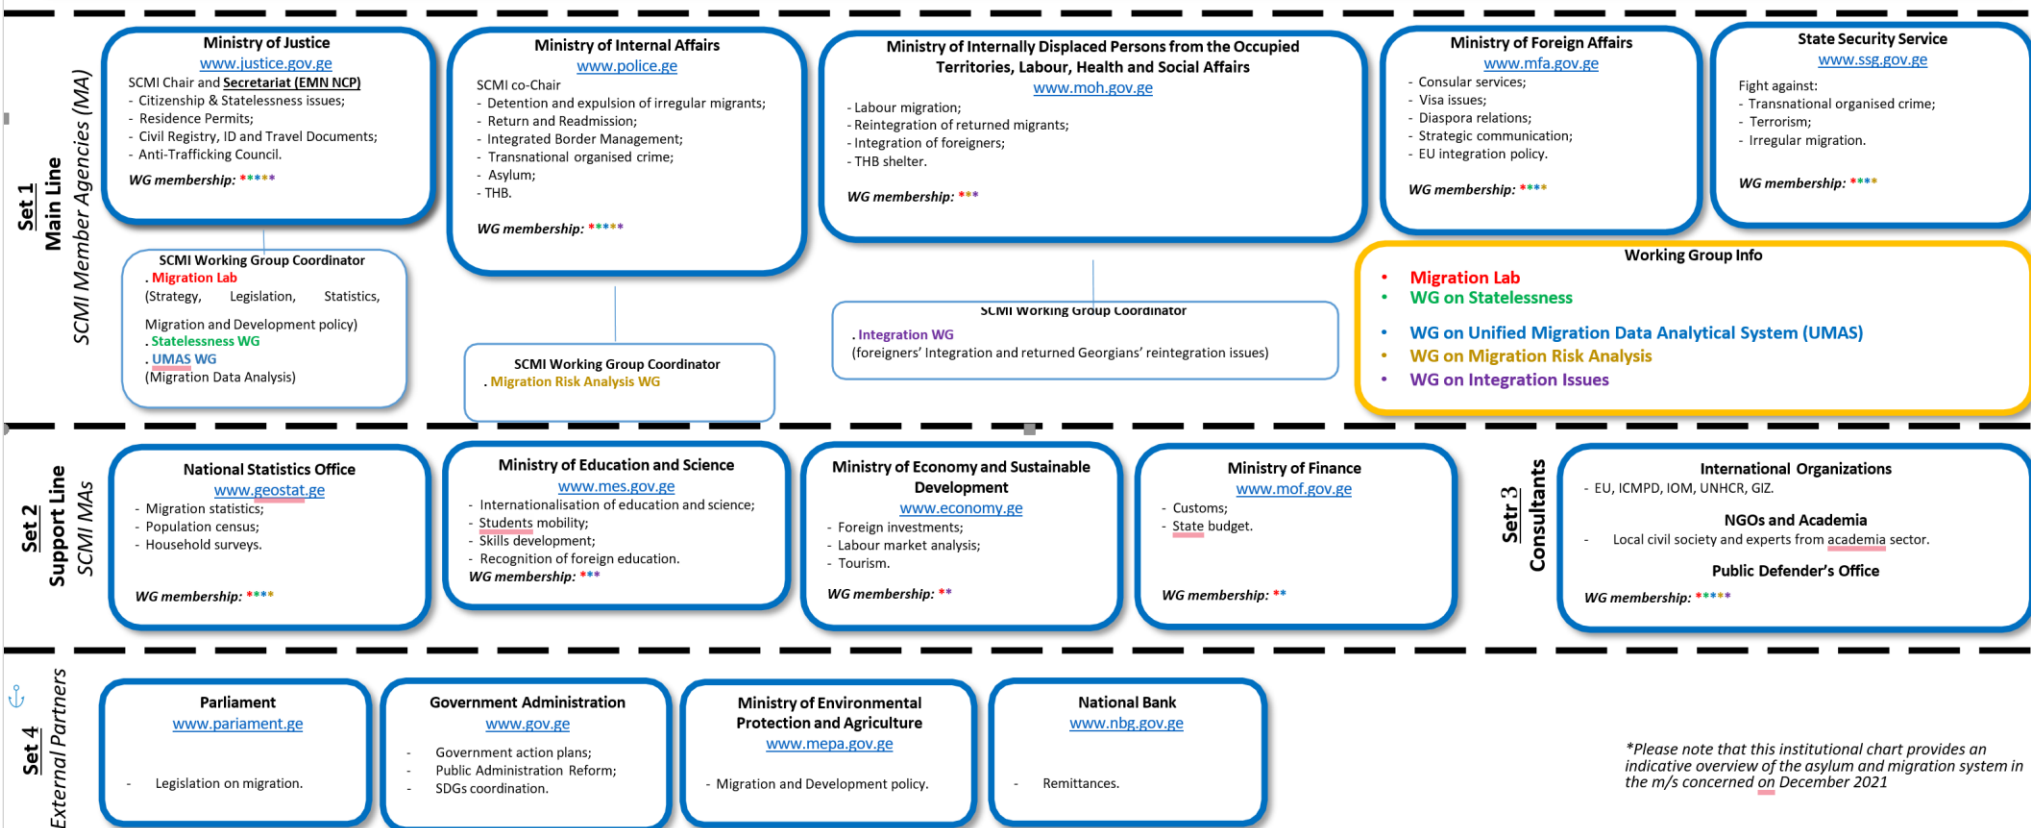 Set 1
Main Line
SCMI Member Agencies (MA)
Ministry of Justice
www.justice.gov.ge
SCMI Chair and Secretariat (EMN NCP)
- Citizenship & Statelessness issues;
- Residence Permits;
- Civil Registry, ID and Travel Documents;
- Anti-Trafficking Council.
WG membership: *****
SCMI Working Group Coordinator
. Migration Lab
(Strategy, Legislation, Statistics,
Migration and Development policy)
. Statelessness WG
. UMAS WG
(Migration Data Analysis)
Ministry of Internal Affairs
www.police.ge
SCMI co-Chair
- Detention and expulsion of irregular migrants;
- Return and Readmission;
- Integrated Border Management;
- Transnational organised crime;
- Asylum;
- THB.
WG membership: *****
SCMI Working Group Coordinator
. Migration Risk Analysis WG
Ministry of Internally Displaced Persons from the Occupied
Territories, Labour, Health and Social Affairs
www.moh.gov.ge
- Labour migration;
- Reintegration of returned migrants;
- Integration of foreigners;
- THB shelter.
WG membership: ***
SCMI Working Group Coordinator
. Integration WG
(foreigners' Integration and returned Georgians' reintegration issues)
Ministry of Foreign Affairs
www.mfa.gov.ge
- Consular services;
- Visa issues;
- Diaspora relations;
- Strategic communication;
- EU integration policy.
WG membership: ****
State Security Service
www.ssg.gov.ge
Fight against:
- Transnational organised crime;
- Terrorism;
- Irregular migration.
WG membership: ****
Working Group Info
• Migration Lab
• WG on Statelessness
• WG on Unified Migration Data Analytical System (UMAS)
• WG on Migration Risk Analysis
• WG on Integration Issues
Set 2
Support Line
SCMI MAs
National Statistics Office
www.geostat.ge
- Migration statistics;
- Population census;
- Household surveys.
WG membership: ****
Ministry of Education and Science
www.mes.gov.ge
- Internationalisation of education and science;
- Students mobility;
- Skills development;
- Recognition of foreign education.
WG membership: ***
Ministry of Economy and Sustainable
Development
www.economy.ge
- Foreign investments;
- Labour market analysis;
- Tourism.
WG membership: **
Ministry of Finance
www.mof.gov.ge
- Customs;
- State budget.
WG membership: **
Setr 3
Consultants
International Organizations
- EU, ICMPD, IOM, UNHCR, GIZ.
NGOs and Academia
- Local civil society and experts from academia sector.
Public Defender's Office
WG membership: *****
Set 4
External Partners
Parliament
www.pariament.ge
- Legislation on migration.
Government Administration
www.gov.ge
- Government action plans;
- Public Administration Reform;
- SDGs coordination.
Ministry of Environmental
Protection and Agriculture
www.mepa.gov.ge
- Migration and Development policy.
National Bank
www.nbg.gov.ge
- Remittances.
*Please note that this institutional chart provides an
indicative overview of the asylum and migration system in
the m/s concerned on December 2021